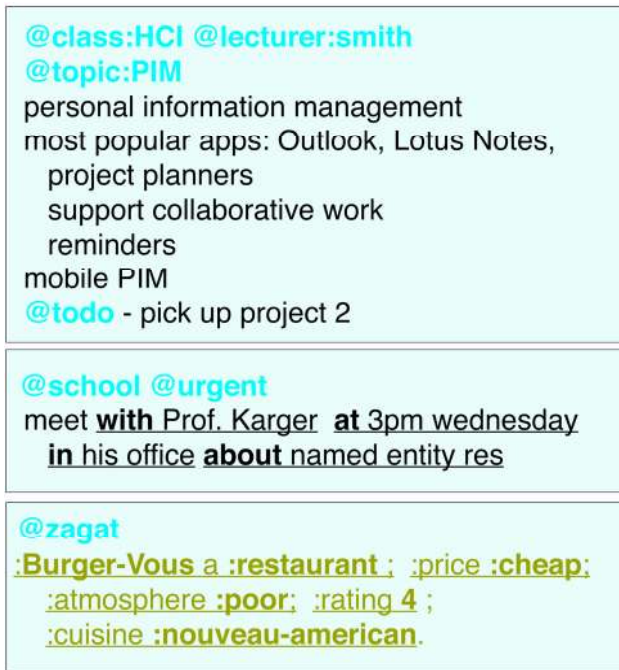 @class:HCI @lecturer:smith
@topic:PIM
personal information management
most popular apps: Outlook, Lotus Notes,
project planners
support collaborative work
reminders
mobile PIM
@todo - pick up project 2
@school @urgent
meet with Prof. Karger at 3pm wednesday
in his office about named entity res
@zagat
:Burger-Vous a :restaurant ; :price :cheap;
:atmosphere :poor; :rating 4 ;
:cuisine :nouveau-american.